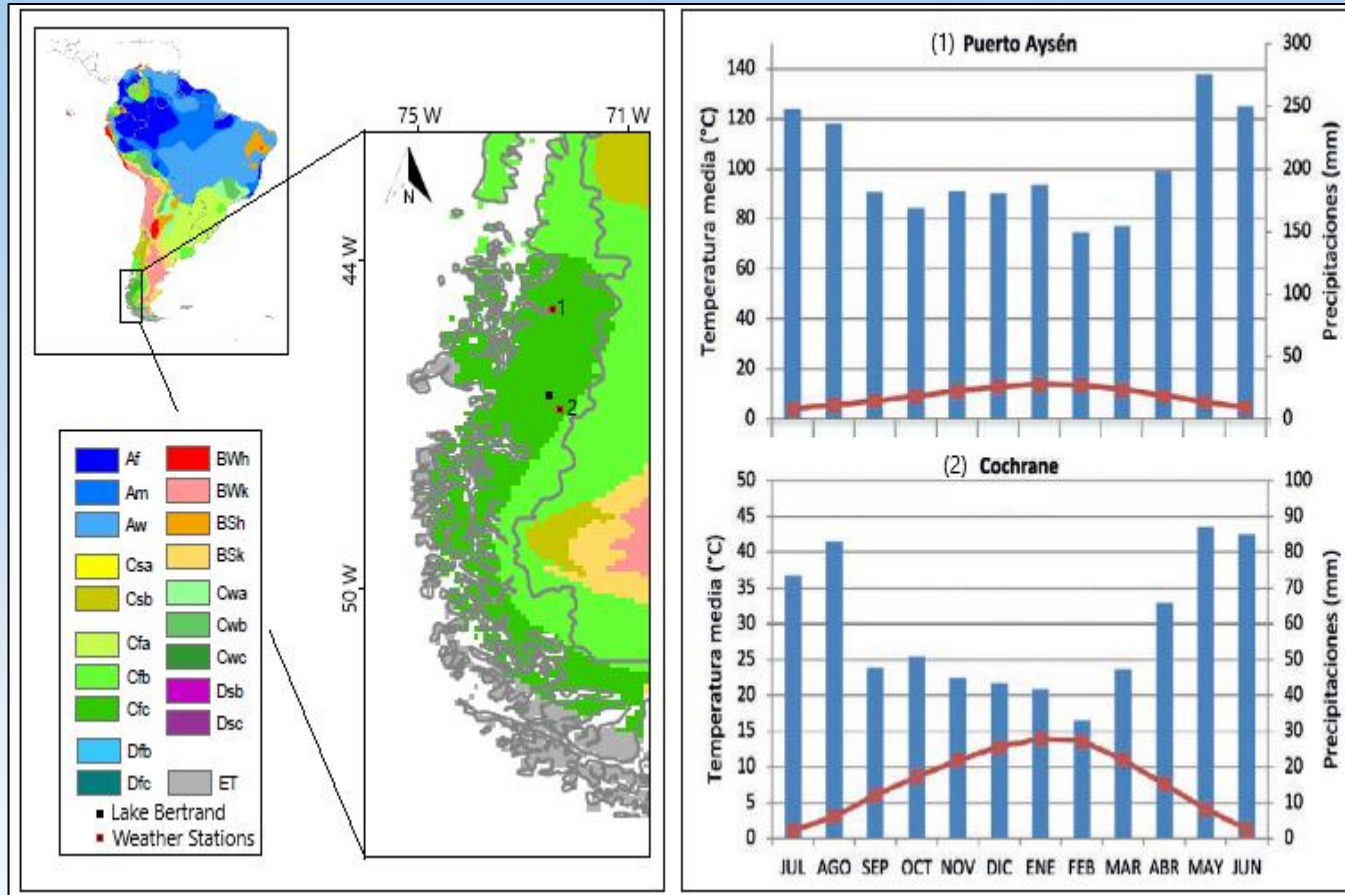 75 W 71 W
N
44 W
50 W
1
2
Af BWh
Am BWk
Aw BSh
Csa BSk
Csb Cwa
Cfa Cwb
Cfb Cwc
Cfc Dsb
Dfb Dsc
Dfc ET
Lake Bertrand
Weather Stations
(1) Puerto Aysén
Temperatura media (°C)
140
120
100
80
60
40
20
0
Precipitaciones (mm)
300
250
200
150
100
50
0
(2) Cochrane
Temperatura media (°C)
50
45
40
35
30
25
20
15
10
5
0
Precipitaciones (mm)
100
90
80
70
60
50
40
30
20
10
0
JUL AGO SEP OCT NOV DIC ENE FEB MAR ABR MAY JUN